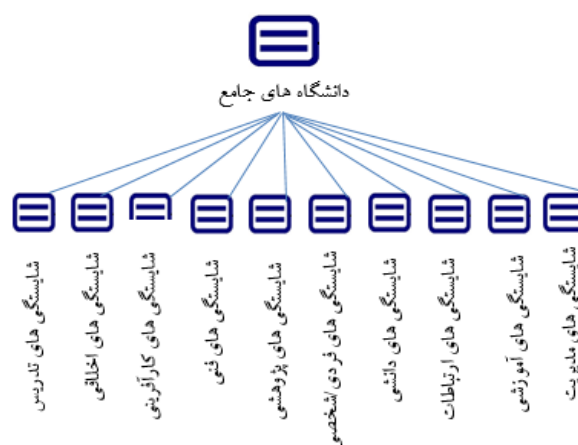 دانشگاه های جامع
شایستگی های مدیریت
شایستگی های آموزشی
شایستگی های ارتباطات
شایستگی های دانشی
شایستگی های فردی/شخصی
شایستگی های پژوهشی
شایستگی های فنی
شایستگی های کارآفرینی
شایستگی های اخلاقی
شایستگی های تدریس